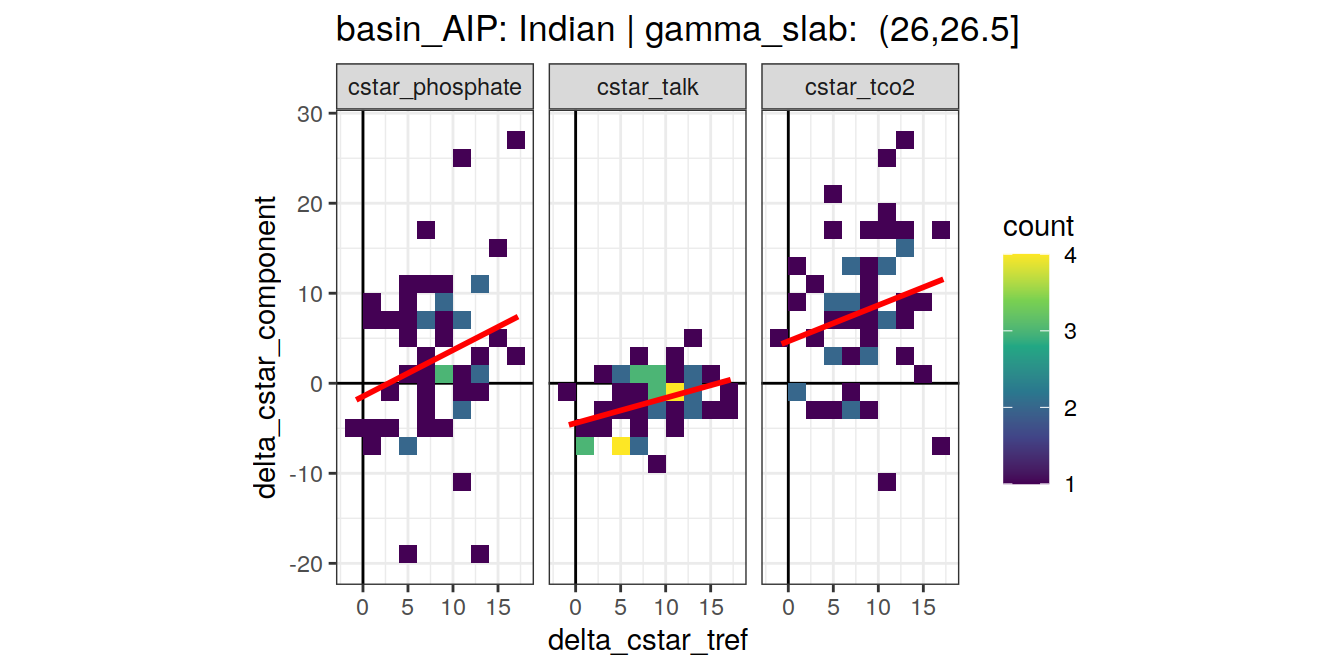 basin_AIP: Indian | gamma_slab:  (26,26.5]
cstar_phosphate
cstar_talk
cstar_tco2
delta_cstar_component
30
20
10
0
-10
-20
0 5 10 15
0 5 10 15
0 5 10 15
delta_cstar_tref
count
4
3
2
1